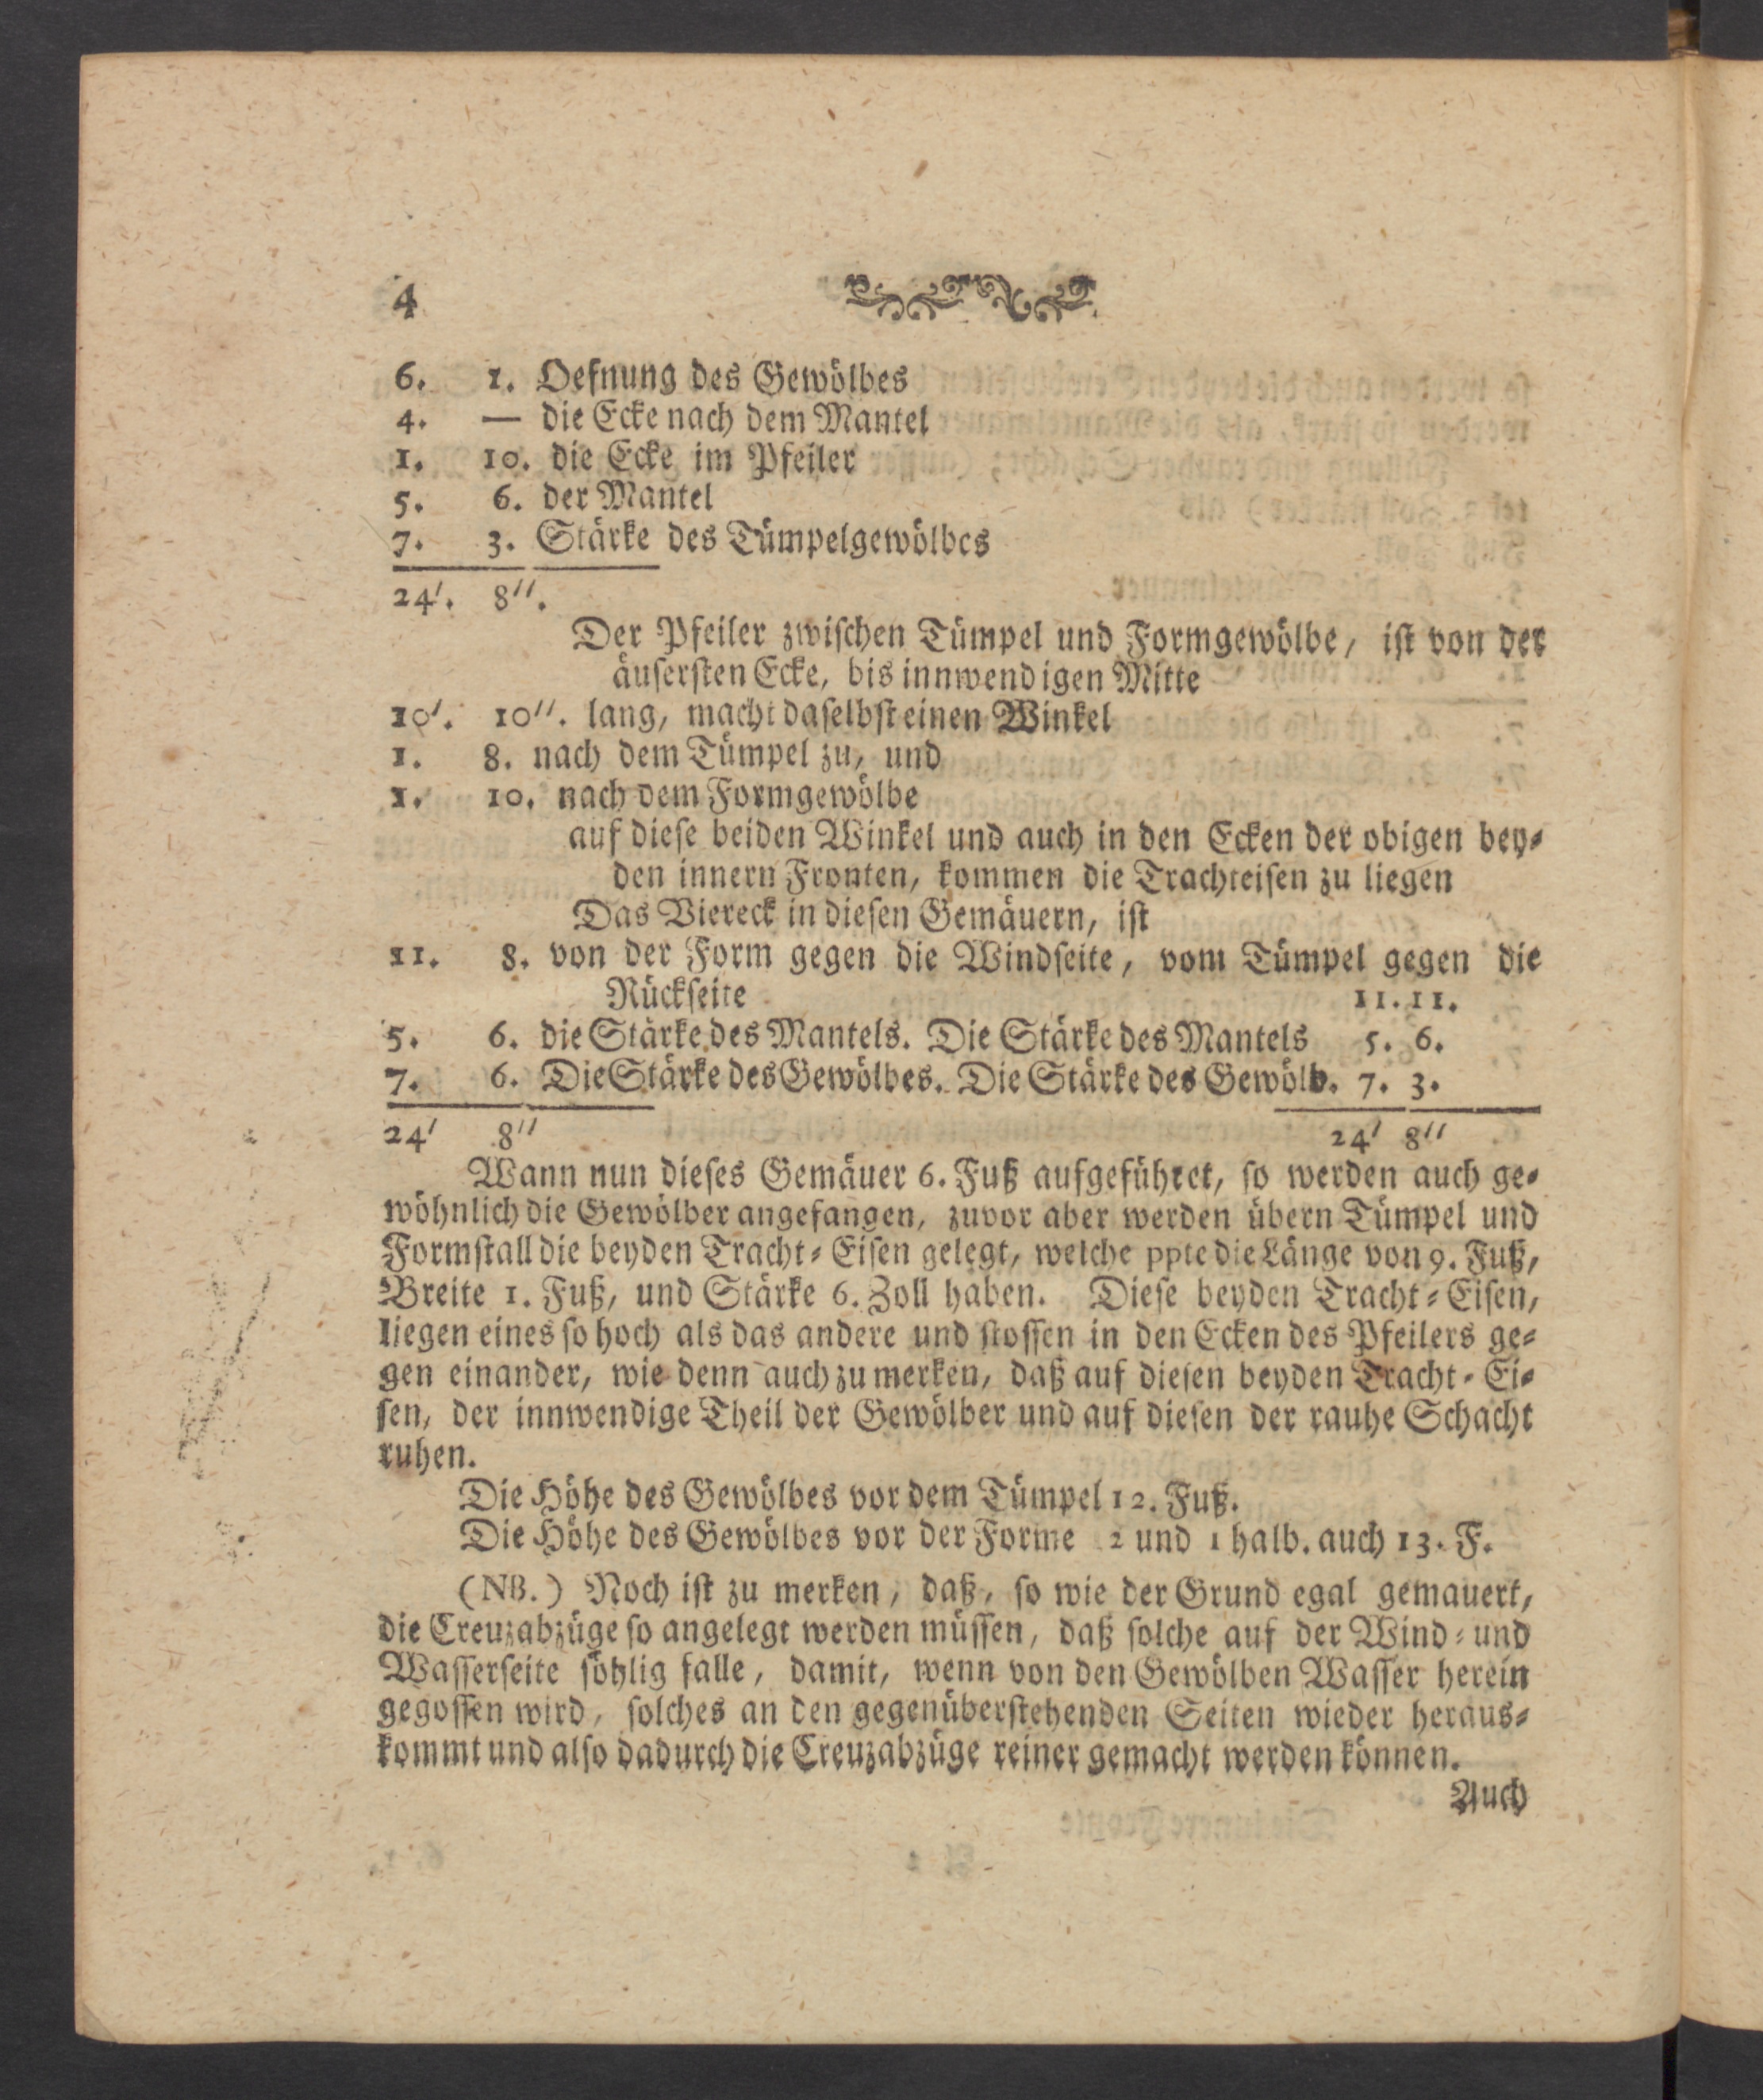 4
6. 1. Oefnung des Gewölbes
4. — die Ecke nach dem Mantel
1. 10. die Ecke im Pfeiler
5. 6. der Mantel
7. 3. Stärke des Tümpelgewölbes
24'. 8''.
Der Pfeiler zwischen Tümpel und Formgewölbe, ist von der
äusersten Ecke, bis innwendigen Mitte
10'. 10''. lang, macht daselbst einen Winkel
1. 8. nach dem Tümpel zu, und
1. 10. nach dem Formgewölbe
auf diese beiden Winkel und auch in den Ecken der obigen bey-
den innern Fronten, kommen die Trachteisen zu liegen
Das Viereck in diesen Gemäuern, ist
11. 8. von der Form gegen die Windseite, vom Tümpel gegen die
Rückseite 11. 11.
5. 6. die Stärke des Mantels. Die Stärke des Mantels 5. 6.
7. 6. Die Stärke des Gewölbes. Die Stärke des Gewölb. 7. 3.
24' 8'' 24' 8''
Wann nun dieses Gemäuer 6. Fuß aufgeführet, so werden auch ge-
wöhnlich die Gewölber angefangen, zuvor aber werden übern Tümpel und
Formstall die beyden Tracht-Eisen gelegt, welche ppte die Länge von 9. Fuß,
Breite 1. Fuß, und Stärke 6. Zoll haben. Diese beyden Tracht-Eisen,
liegen eines so hoch als das andere und stossen in den Ecken des Pfeilers ge-
gen einander, wie denn auch zu merken, daß auf diesen beyden Tracht-Ei-
sen, der innwendige Theil der Gewölber und auf diesen der rauhe Schacht
ruhen.
Die Höhe des Gewölbes vor dem Tümpel 12. Fuß.
Die Höhe des Gewölbes vor der Forme 2 und 1 halb. auch 13. F.
(NB.) Noch ist zu merken, daß, so wie der Grund egal gemauert,
die Creuzabzüge so angelegt werden müssen, daß solche auf der Wind- und
Wasserseite söhlig falle, damit, wenn von den Gewölben Wasser herein
gegossen wird, solches an den gegenüberstehenden Seiten wieder heraus-
kommt und also dadurch die Creuzabzüge reiner gemacht werden können.
Auch